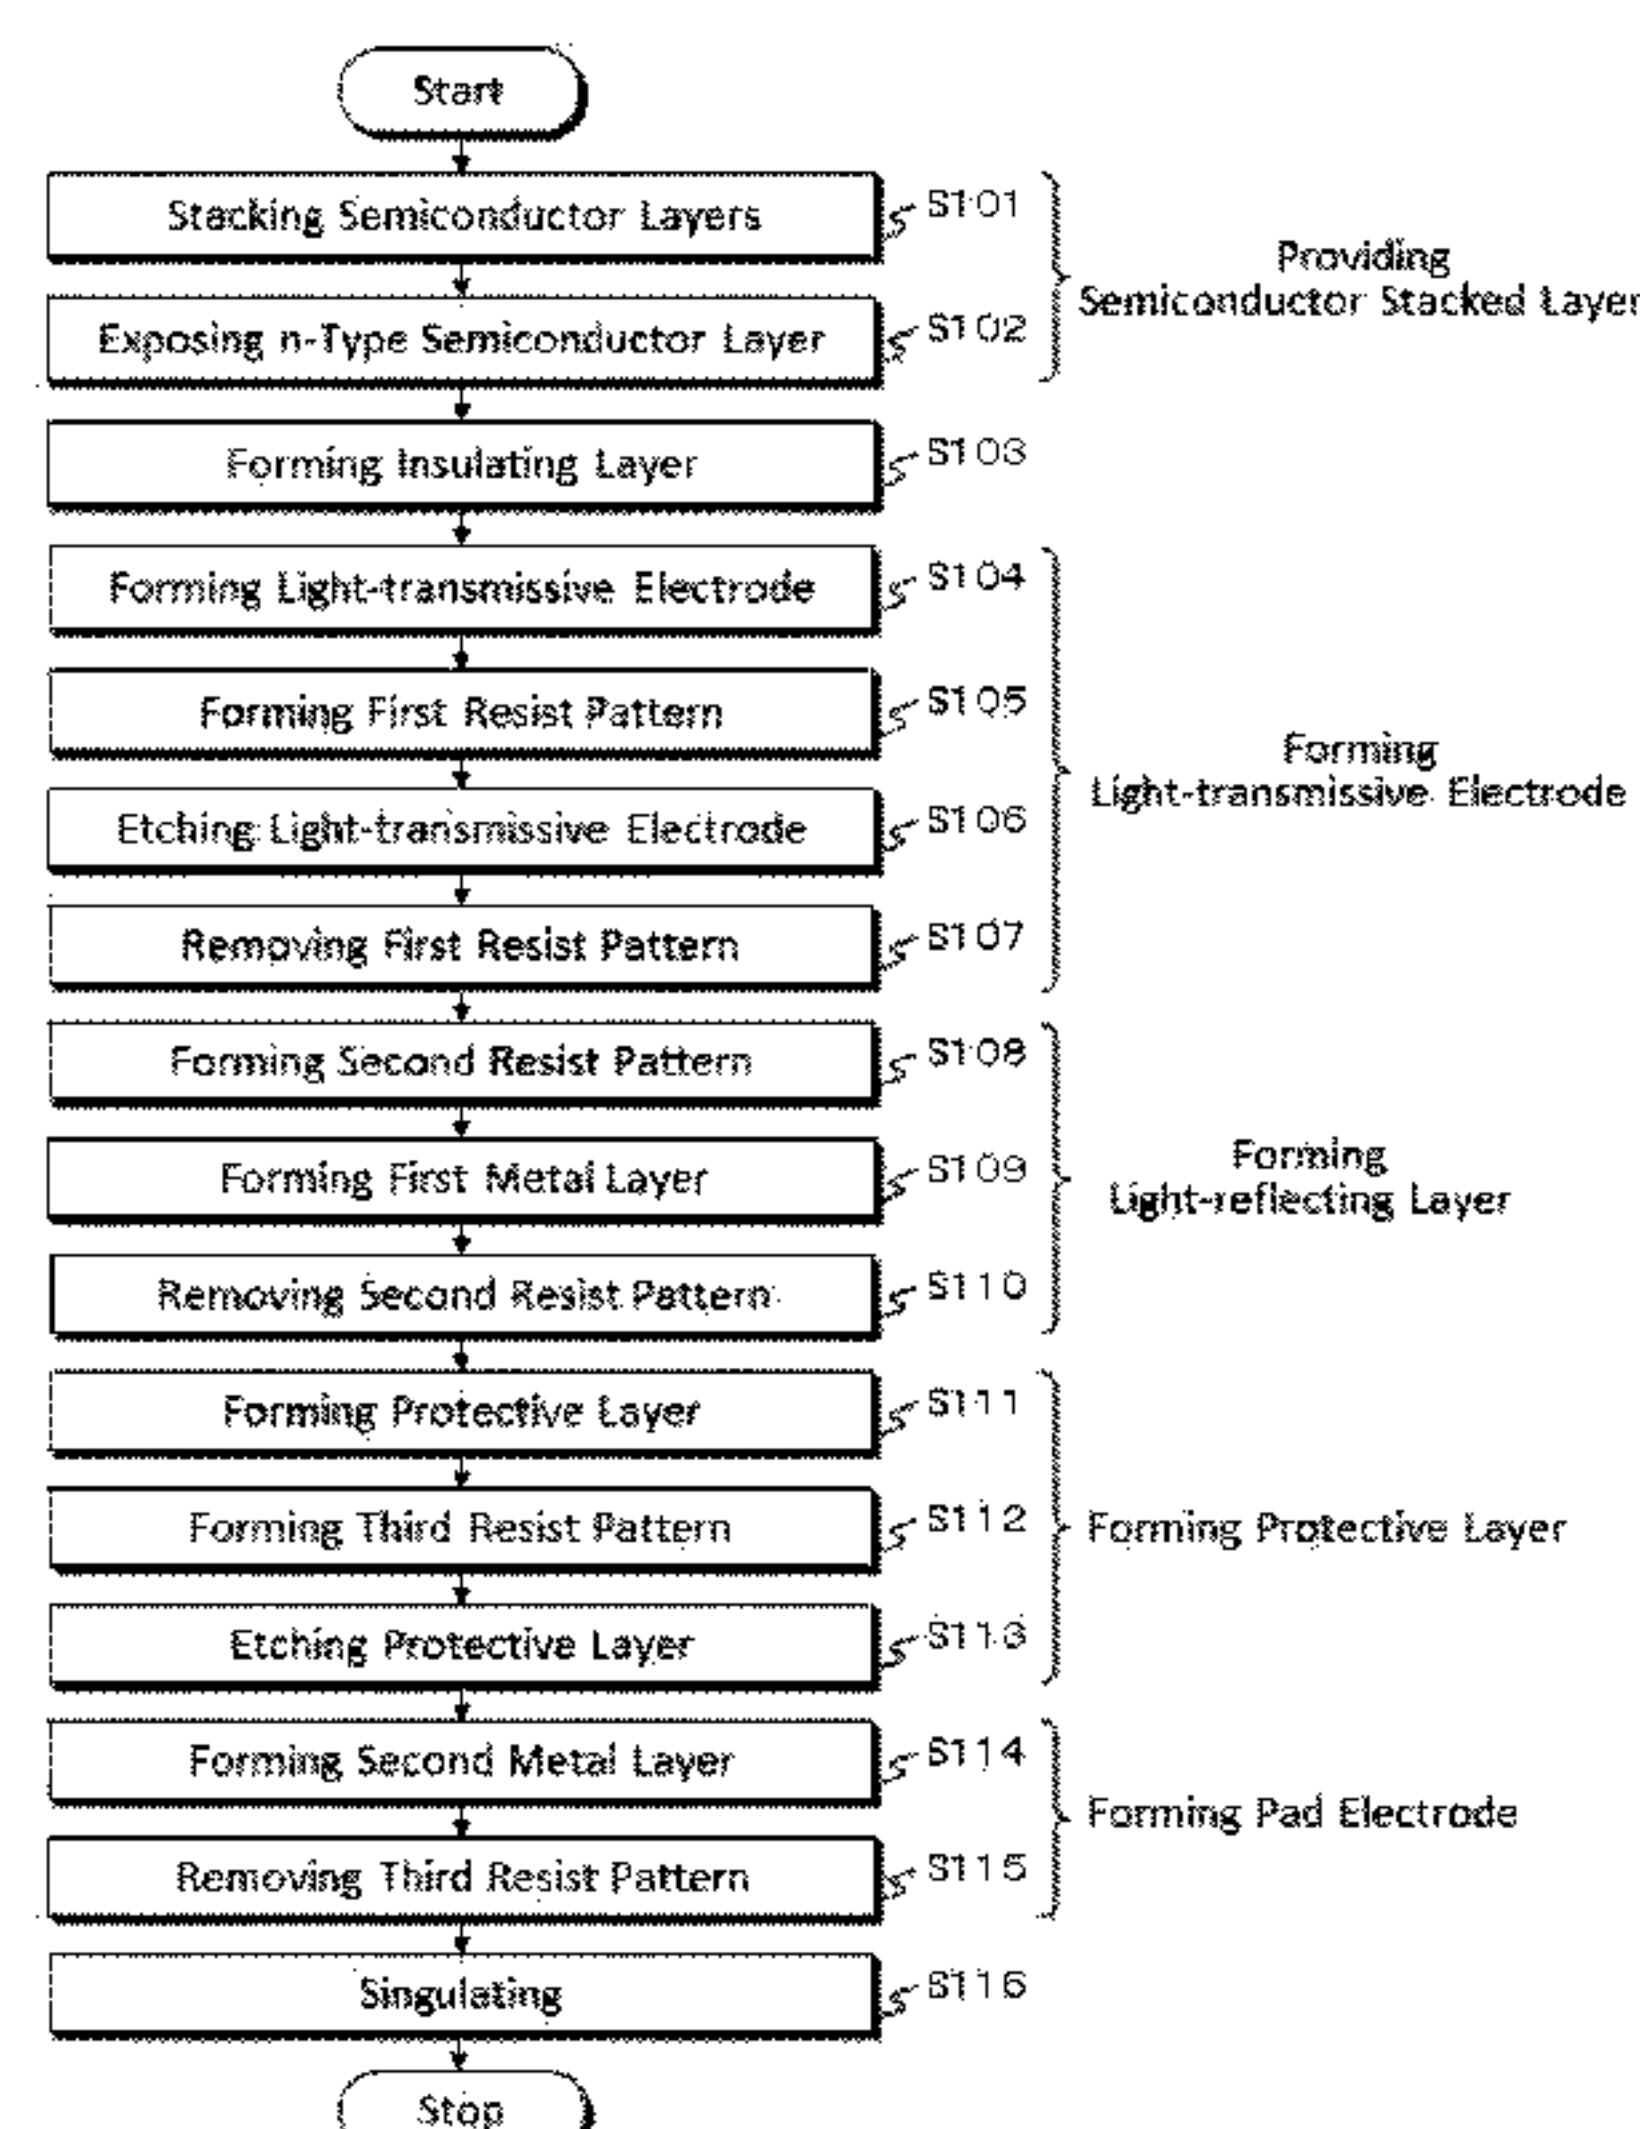 Start
Stacking Semiconductor Layers
S101
Providing
Semiconductor Stacked Layer
Exposing n-Type Semiconductor Layer
S102
Forming Insulating Layer
S103
Forming Light-transmissive Electrode
S104
Forming First Resist Pattern
S105
Forming
Light-transmissive Electrode
Etching Light-transmissive Electrode
S106
Removing First Resist Pattern
S107
Forming Second Resist Pattern
S108
Forming First Metal Layer
S109
Forming
Light-reflecting Layer
Removing Second Resist Pattern
S110
Forming Protective Layer
S111
Forming Third Resist Pattern
S112
Forming Protective Layer
Etching Protective Layer
S113
Forming Second Metal Layer
S114
Forming Pad Electrode
Removing Third Resist Pattern
S115
Singulating
S116
Stop